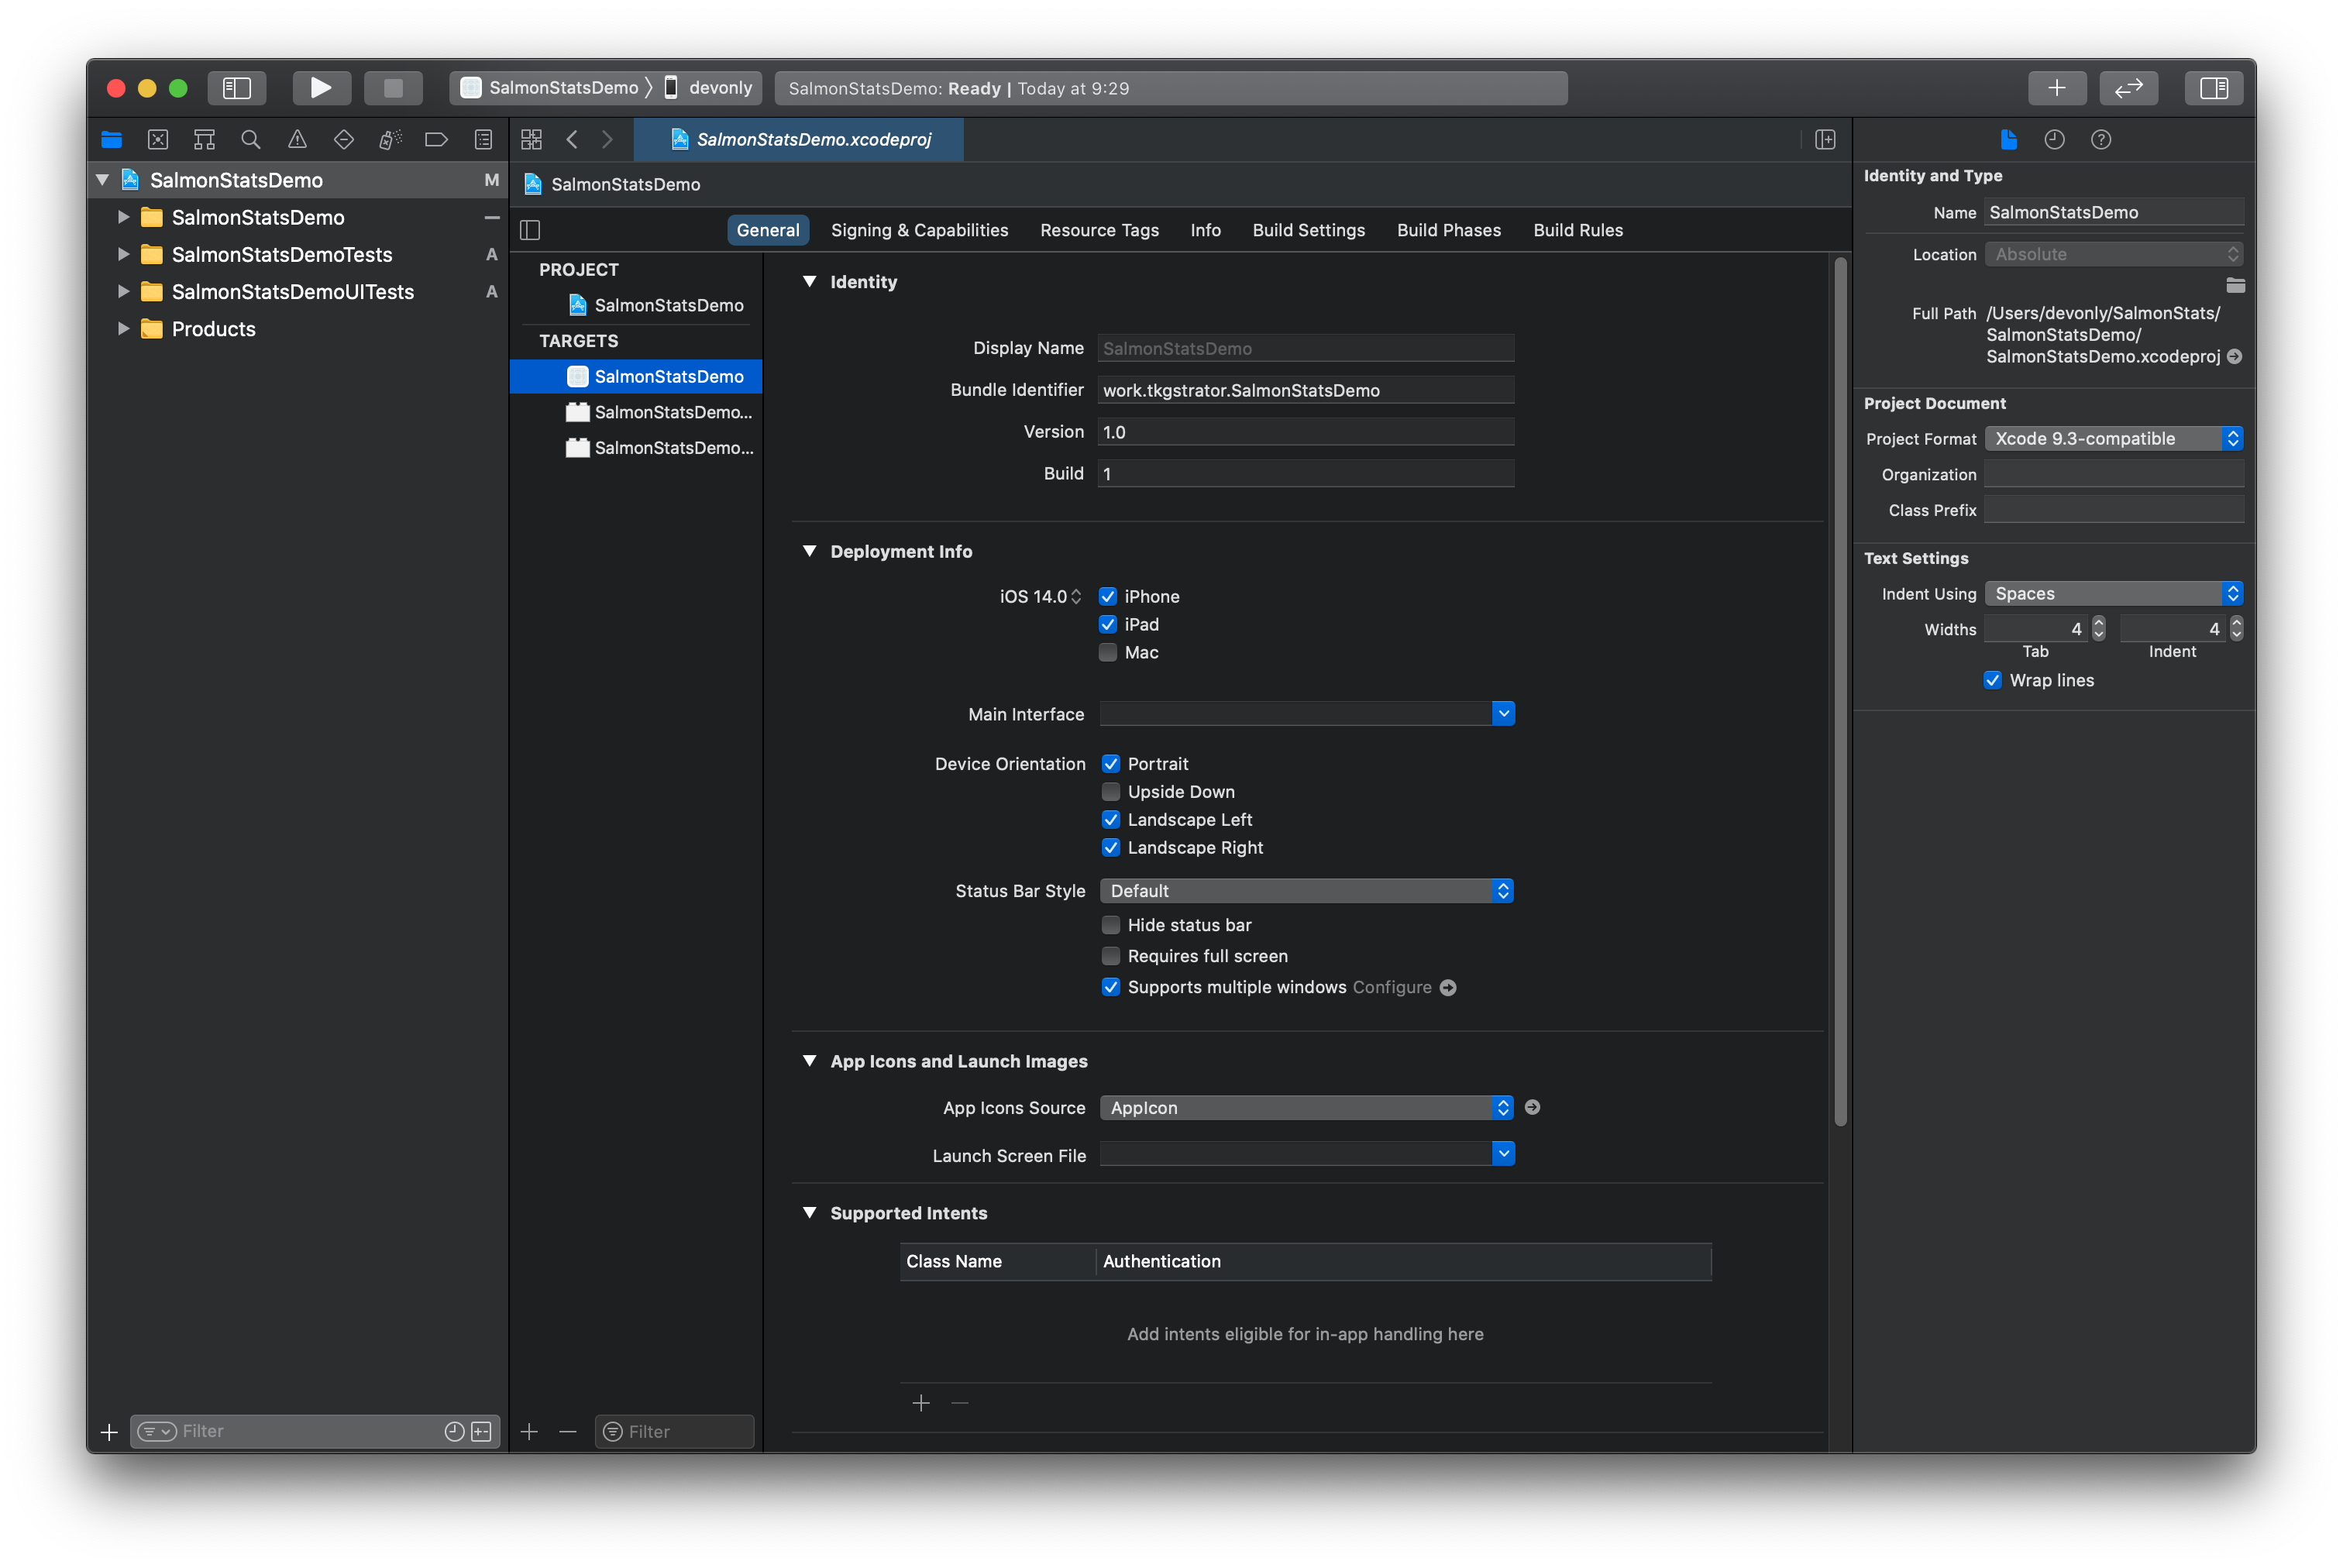 SalmonStatsDemo 〉 devonly
SalmonStatsDemo: Ready | Today at 9:29
SalmonStatsDemo M
SalmonStatsDemo
SalmonStatsDemoTests A
SalmonStatsDemoUITests A
Products
Filter
SalmonStatsDemo.xcodeproj
SalmonStatsDemo
General Signing & Capabilities Resource Tags Info Build Settings Build Phases Build Rules
PROJECT
SalmonStatsDemo
TARGETS
SalmonStatsDemo
SalmonStatsDemo...
SalmonStatsDemo...
Filter
Identity
Display Name SalmonStatsDemo
Bundle Identifier work.tkgstrator.SalmonStatsDemo
Version 1.0
Build 1
Deployment Info
iOS 14.0 iPhone
iPad
Mac
Main Interface
Device Orientation Portrait
Upside Down
Landscape Left
Landscape Right
Status Bar Style Default
Hide status bar
Requires full screen
Supports multiple windows Configure
App Icons and Launch Images
App Icons Source AppIcon
Launch Screen File
Supported Intents
Class Name Authentication
Add intents eligible for in-app handling here
Identity and Type
Name SalmonStatsDemo
Location Absolute
Full Path /Users/devonly/SalmonStats/
SalmonStatsDemo/
SalmonStatsDemo.xcodeproj
Project Document
Project Format Xcode 9.3-compatible
Organization
Class Prefix
Text Settings
Indent Using Spaces
Widths 4 4
Tab Indent
Wrap lines